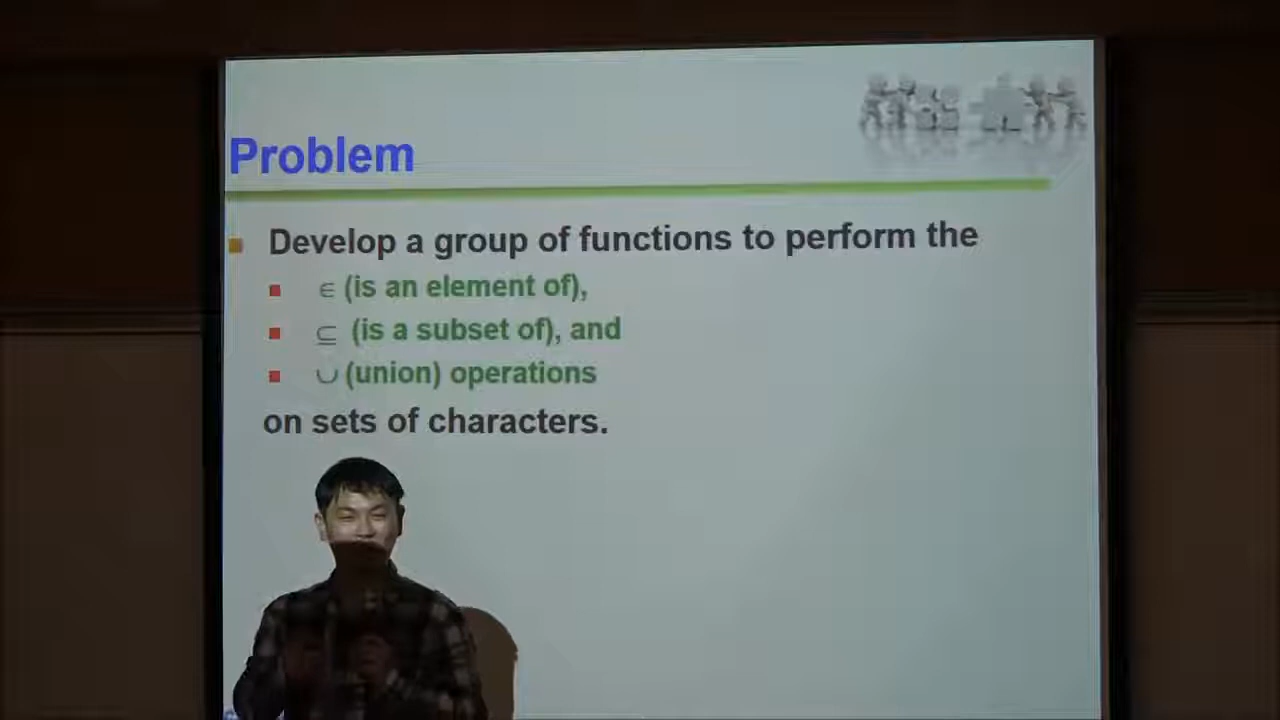 Problem
Develop a group of functions to perform the
∈ (is an element of),
⊆ (is a subset of), and
∪ (union) operations
on sets of characters.